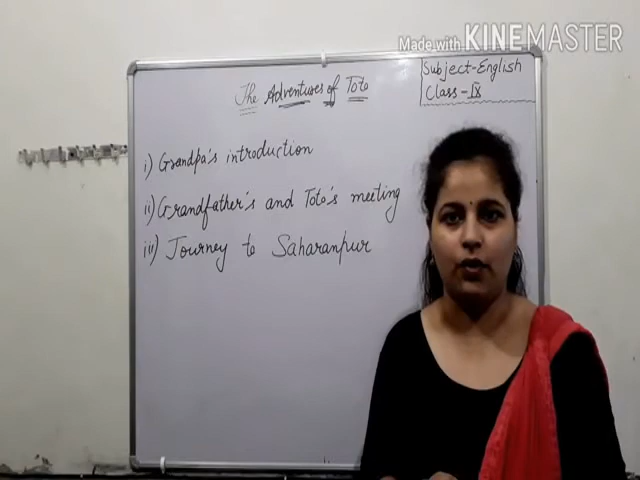 Made with KINEMASTER
The Adventures of Toto
Subject-English
Class-IX
i) Grandpa's introduction
ii) Grandfather's and Toto's meeting
iii) Journey to Saharanpur